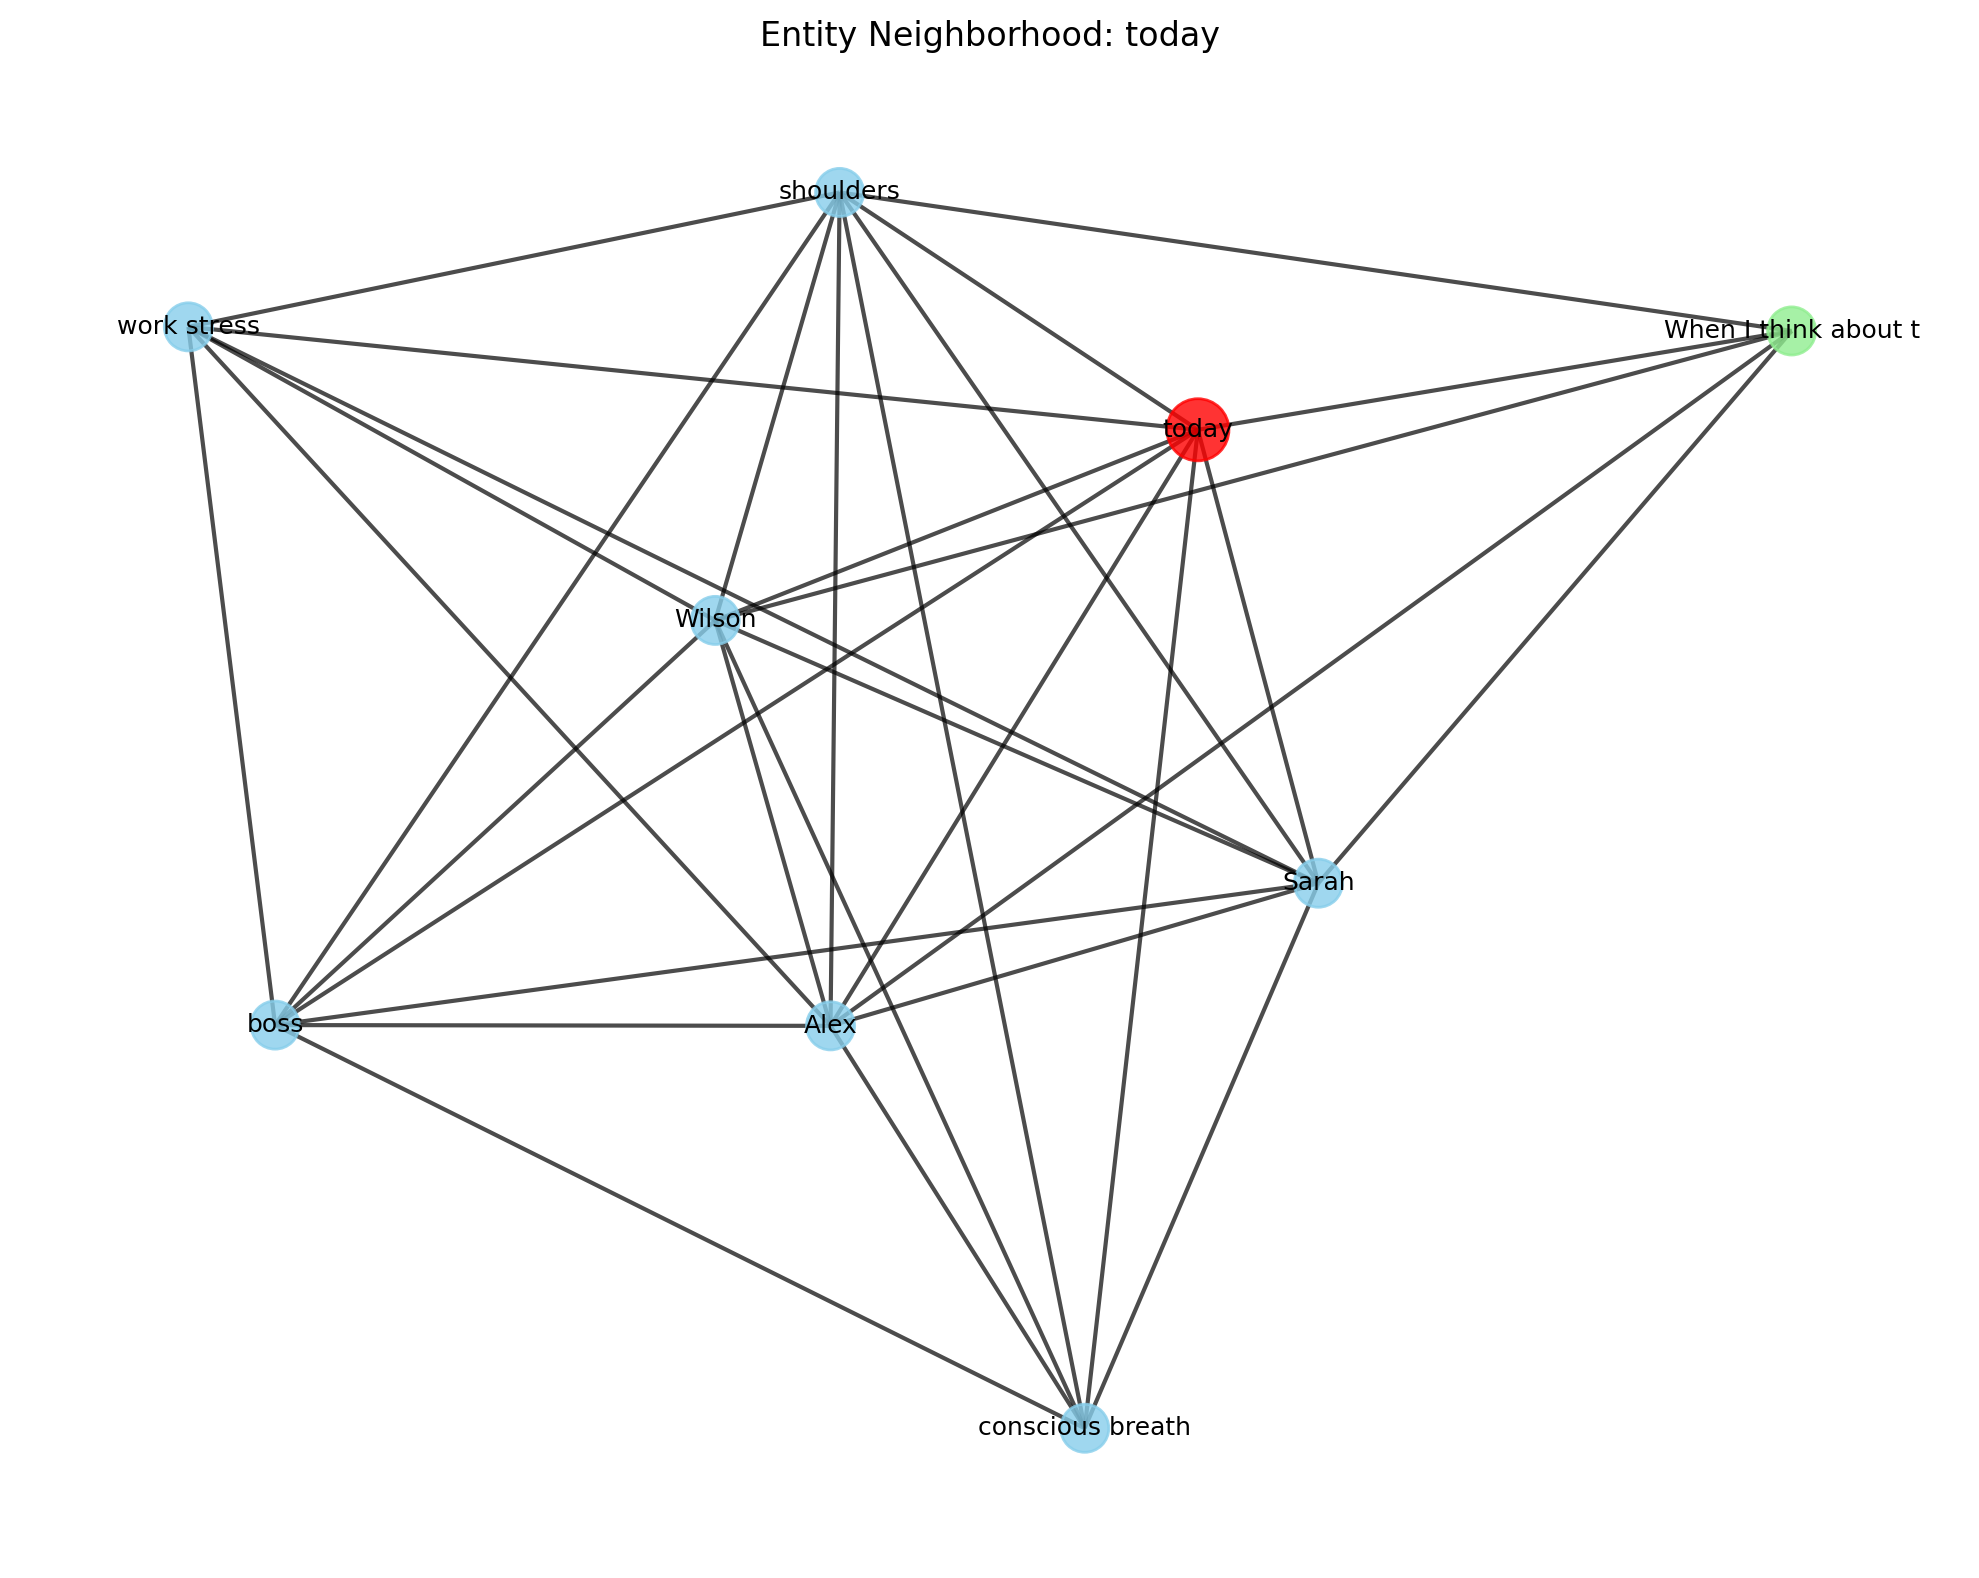 Entity Neighborhood: today
shoulders
work stress
When I think about t
today
Wilson
Sarah
boss
Alex
conscious breath